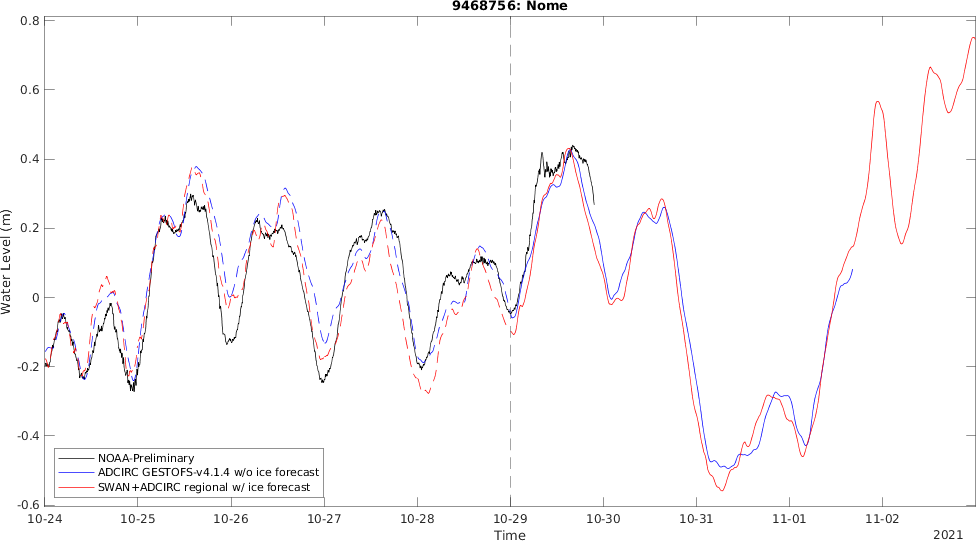 9468756: Nome
0.8
0.6
0.4
0.2
0
-0.2
-0.4
-0.6
Water Level (m)
NOAA-Preliminary
ADCIRC GESTOFS-v4.1.4 w/o ice forecast
SWAN+ADCIRC regional w/ ice forecast
10-24 10-25 10-26 10-27 10-28 10-29 10-30 10-31 11-01 11-02
Time
2021